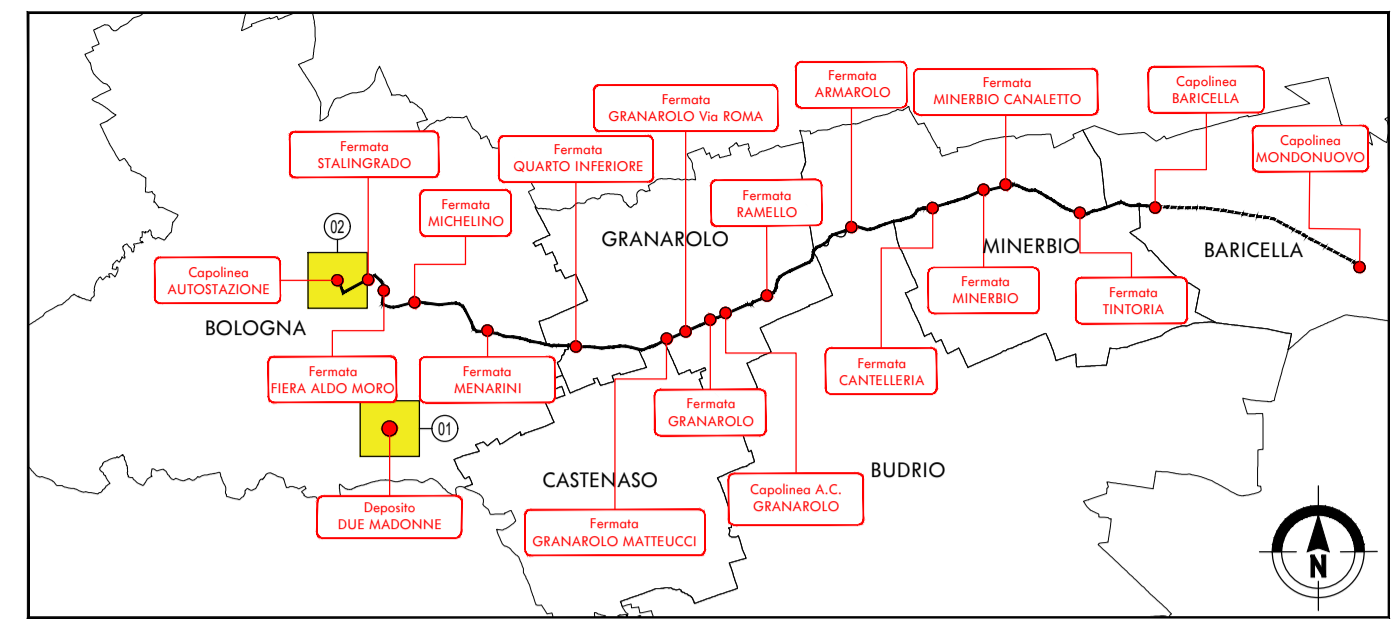 Fermata
ARMAROLO
Fermata
MINERBIO CANALETTO
Capolinea
BARICELLA
Fermata
GRANAROLO Via ROMA
Capolinea
MONDONUOVO
Fermata
STALINGRADO
Fermata
QUARTO INFERIORE
Fermata
MICHELINO
Fermata
RAMELLO
02
GRANAROLO
MINERBIO
BARICELLA
Capolinea
AUTOSTAZIONE
BOLOGNA
Fermata
MINERBIO
Fermata
TINTORIA
Fermata
FIERA ALDO MORO
Fermata
MENARINI
Fermata
CANTELLERIA
Fermata
GRANAROLO
01
CASTENASO
BUDRIO
Capolinea A.C.
GRANAROLO
Deposito
DUE MADONNE
Fermata
GRANAROLO MATTEUCCI
N